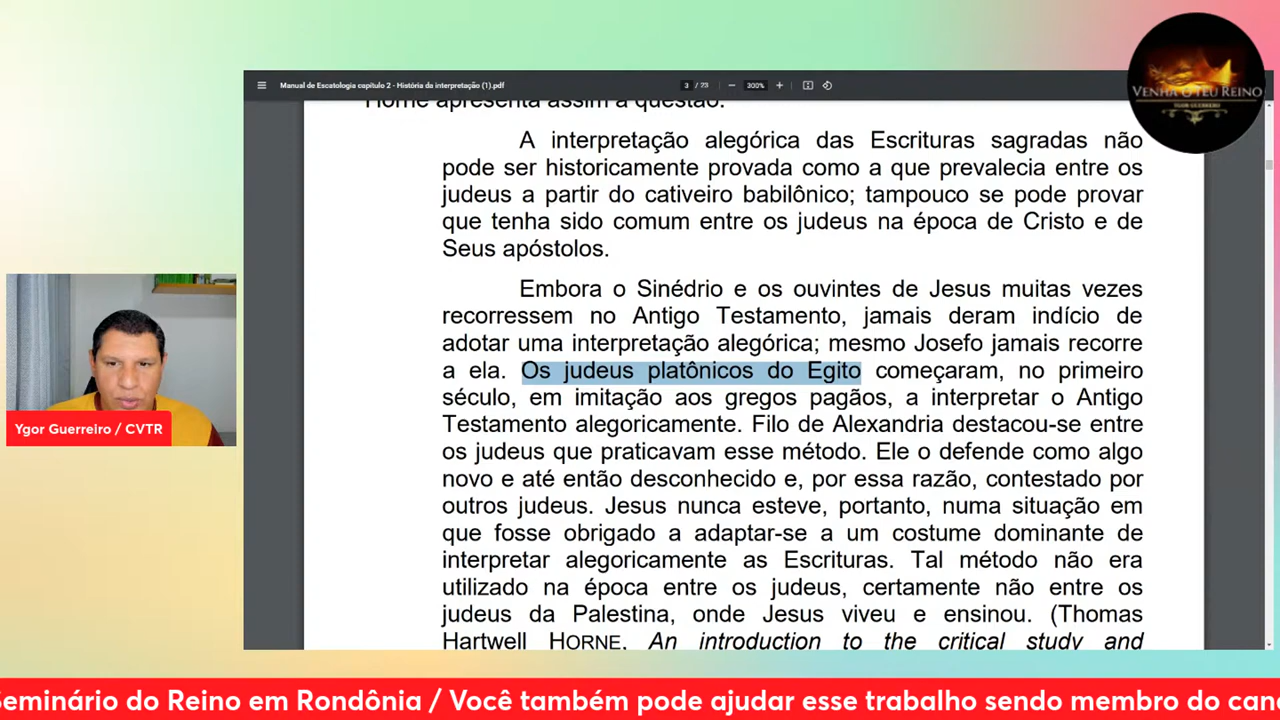 Manual de Escatologia capítulo 2 - História da interpretação (1).pdf
3 / 73
300%
VENHA O TEU REINO
YGOR GUERREIRO
Horne apresenta assim a questão:
A interpretação alegórica das Escrituras sagradas não
pode ser historicamente provada como a que prevalecia entre os
judeus a partir do cativeiro babilônico; tampouco se pode provar
que tenha sido comum entre os judeus na época de Cristo e de
Seus apóstolos.
Embora o Sinédrio e os ouvintes de Jesus muitas vezes
recorressem no Antigo Testamento, jamais deram indício de
adotar uma interpretação alegórica; mesmo Josefo jamais recorre
a ela. Os judeus platônicos do Egito começaram, no primeiro
século, em imitação aos gregos pagãos, a interpretar o Antigo
Testamento alegoricamente. Filo de Alexandria destacou-se entre
os judeus que praticavam esse método. Ele o defende como algo
novo e até então desconhecido e, por essa razão, contestado por
outros judeus. Jesus nunca esteve, portanto, numa situação em
que fosse obrigado a adaptar-se a um costume dominante de
interpretar alegoricamente as Escrituras. Tal método não era
utilizado na época entre os judeus, certamente não entre os
judeus da Palestina, onde Jesus viveu e ensinou. (Thomas
Hartwell HORNE, An introduction to the critical study and
Ygor Guerreiro / CVTR
Seminário do Reino em Rondônia / Você também pode ajudar esse trabalho sendo membro do cana